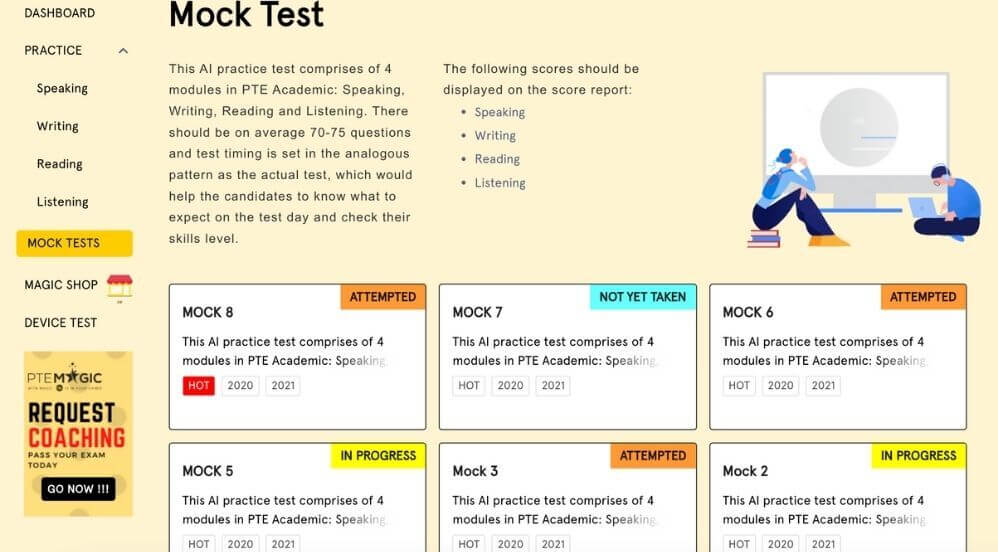 DASHBOARD
PRACTICE
Speaking
Writing
Reading
Listening
MOCK TESTS
MAGIC SHOP
DEVICE TEST
PTEMAGIC
REQUEST
COACHING
PASS YOUR EXAM
TODAY
GO NOW !!!
Mock Test
This AI practice test comprises of 4
modules in PTE Academic: Speaking,
Writing, Reading and Listening. There
should be on average 70-75 questions
and test timing is set in the analogous
pattern as the actual test, which would
help the candidates to know what to
expect on the test day and check their
skills level.
The following scores should be
displayed on the score report:
• Speaking
• Writing
• Reading
• Listening
ATTEMPTED
MOCK 8
This AI practice test comprises of 4
modules in PTE Academic: Speaking,
HOT 2020 2021
NOT YET TAKEN
MOCK 7
This AI practice test comprises of 4
modules in PTE Academic: Speaking,
HOT 2020 2021
ATTEMPTED
MOCK 6
This AI practice test comprises of 4
modules in PTE Academic: Speaking,
HOT 2020 2021
IN PROGRESS
MOCK 5
This AI practice test comprises of 4
modules in PTE Academic: Speaking,
HOT 2020 2021
ATTEMPTED
Mock 3
This AI practice test comprises of 4
modules in PTE Academic: Speaking,
HOT 2020 2021
IN PROGRESS
Mock 2
This AI practice test comprises of 4
modules in PTE Academic: Speaking,
HOT 2020 2021